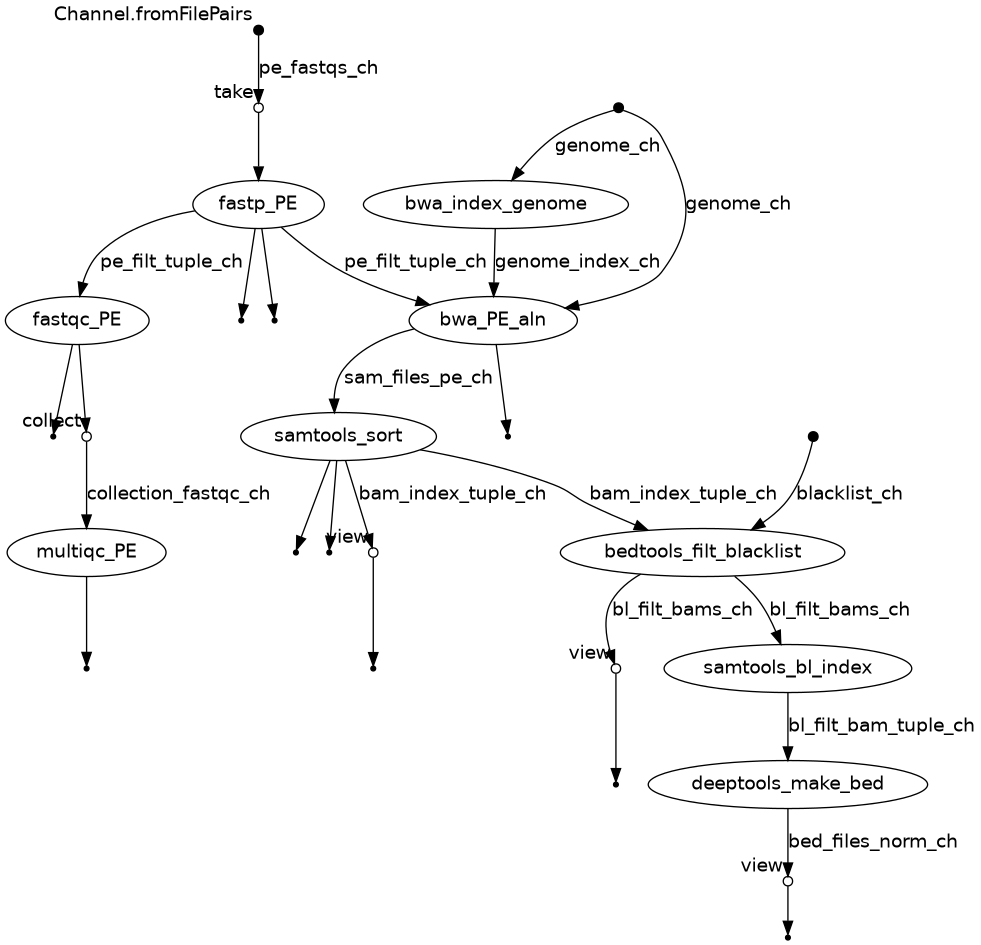 Channel.fromFilePairs
pe_fastqs_ch
take
genome_ch
fastp_PE
bwa_index_genome
genome_ch
pe_filt_tuple_ch
pe_filt_tuple_ch
genome_index_ch
fastqc_PE
bwa_PE_aln
sam_files_pe_ch
collect
samtools_sort
collection_fastqc_ch
bam_index_tuple_ch
bam_index_tuple_ch
blacklist_ch
view
multiqc_PE
bedtools_filt_blacklist
bl_filt_bams_ch
bl_filt_bams_ch
view
samtools_bl_index
bl_filt_bam_tuple_ch
deeptools_make_bed
bed_files_norm_ch
view